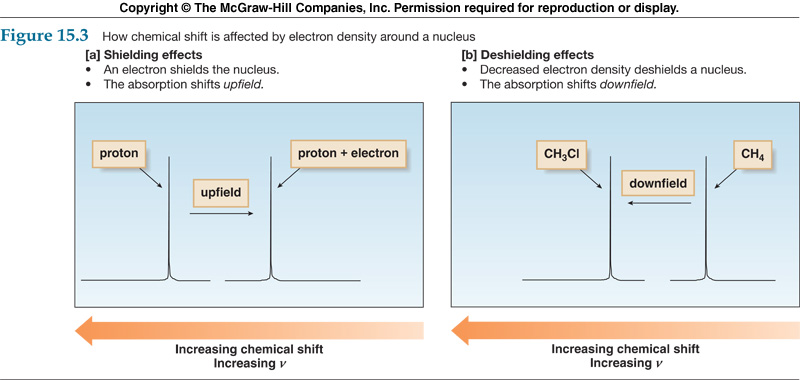 Copyright © The McGraw-Hill Companies, Inc. Permission required for reproduction or display.
Figure 15.3 How chemical shift is affected by electron density around a nucleus
[a] Shielding effects
• An electron shields the nucleus.
• The absorption shifts upfield.
proton
proton + electron
upfield
Increasing chemical shift
Increasing ν
[b] Deshielding effects
• Decreased electron density deshields a nucleus.
• The absorption shifts downfield.
CH₃Cl
CH₄
downfield
Increasing chemical shift
Increasing ν